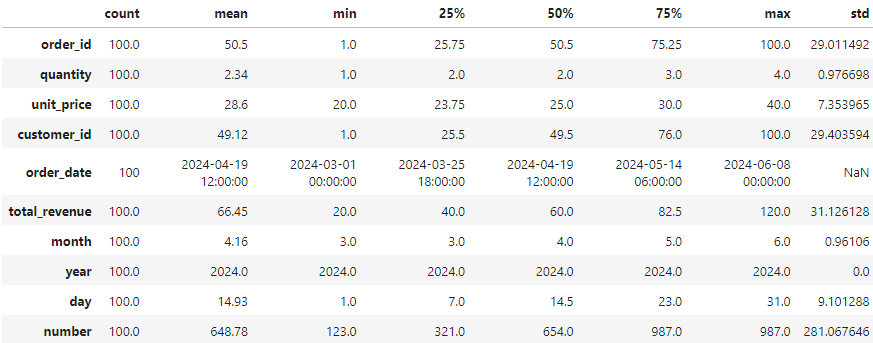 count mean min 25% 50% 75% max std
order_id 100.0 50.5 1.0 25.75 50.5 75.25 100.0 29.011492
quantity 100.0 2.34 1.0 2.0 2.0 3.0 4.0 0.976698
unit_price 100.0 28.6 20.0 23.75 25.0 30.0 40.0 7.353965
customer_id 100.0 49.12 1.0 25.5 49.5 76.0 100.0 29.403594
order_date 100 2024-04-19 12:00:00 2024-03-01 00:00:00 2024-03-25 18:00:00 2024-04-19 12:00:00 2024-05-14 06:00:00 2024-06-08 00:00:00 NaN
total_revenue 100.0 66.45 20.0 40.0 60.0 82.5 120.0 31.126128
month 100.0 4.16 3.0 3.0 4.0 5.0 6.0 0.96106
year 100.0 2024.0 2024.0 2024.0 2024.0 2024.0 2024.0 0.0
day 100.0 14.93 1.0 7.0 14.5 23.0 31.0 9.101288
number 100.0 648.78 123.0 321.0 654.0 987.0 987.0 281.067646